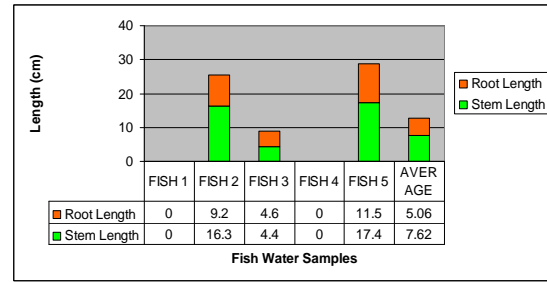 40
30
20
10
0
Length (cm)
Root Length
Stem Length
FISH 1 FISH 2 FISH 3 FISH 4 FISH 5 AVER
AGE
Root Length 0 9.2 4.6 0 11.5 5.06
Stem Length 0 16.3 4.4 0 17.4 7.62
Fish Water Samples